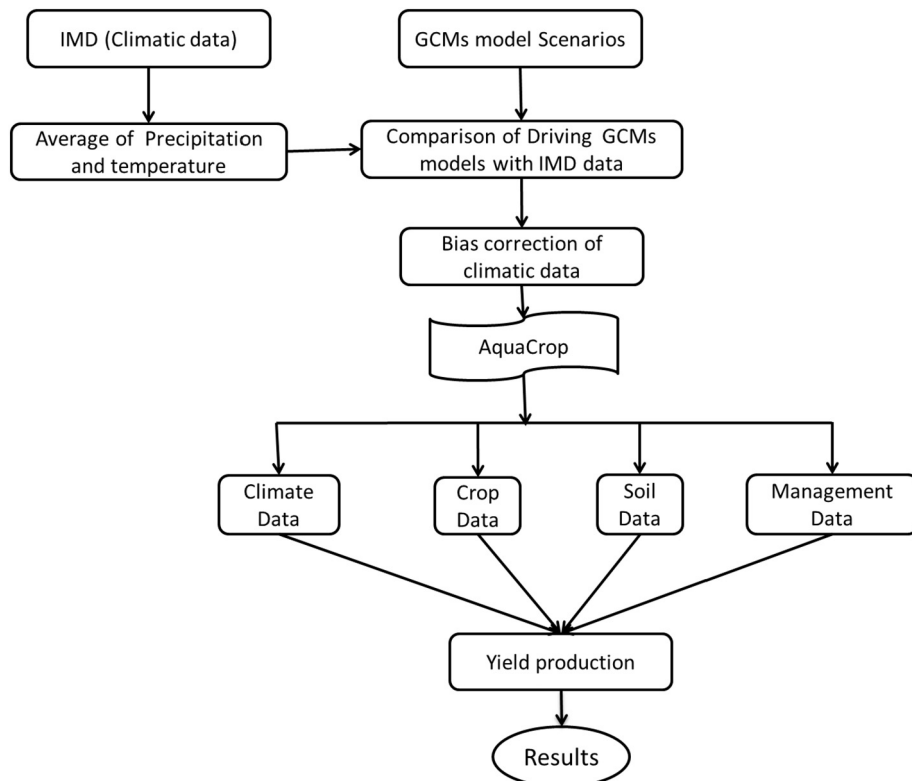 IMD (Climatic data)
GCMs model Scenarios
Average of Precipitation
and temperature
Comparison of Driving GCMs
models with IMD data
Bias correction of
climatic data
AquaCrop
Climate
Data
Crop
Data
Soil
Data
Management
Data
Yield production
Results